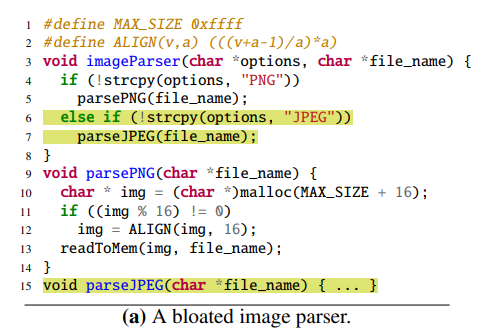 1 #define MAX_SIZE 0xffff
2 #define ALIGN(v,a) (((v+a-1)/a)*a)
3 void imageParser(char *options, char *file_name) {
4 if (!strcpy(options, "PNG"))
5 parsePNG(file_name);
6 else if (!strcpy(options, "JPEG"))
7 parseJPEG(file_name);
8 }
9 void parsePNG(char *file_name) {
10 char * img = (char *)malloc(MAX_SIZE + 16);
11 if ((img % 16) != 0)
12 img = ALIGN(img, 16);
13 readToMem(img, file_name);
14 }
15 void parseJPEG(char *file_name) { ... }
(a) A bloated image parser.